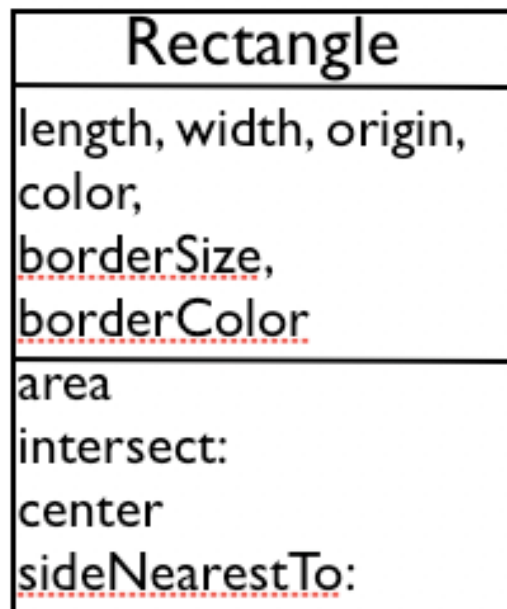 Rectangle
length, width, origin,
color,
borderSize,
borderColor
area
intersect:
center
sideNearestTo: